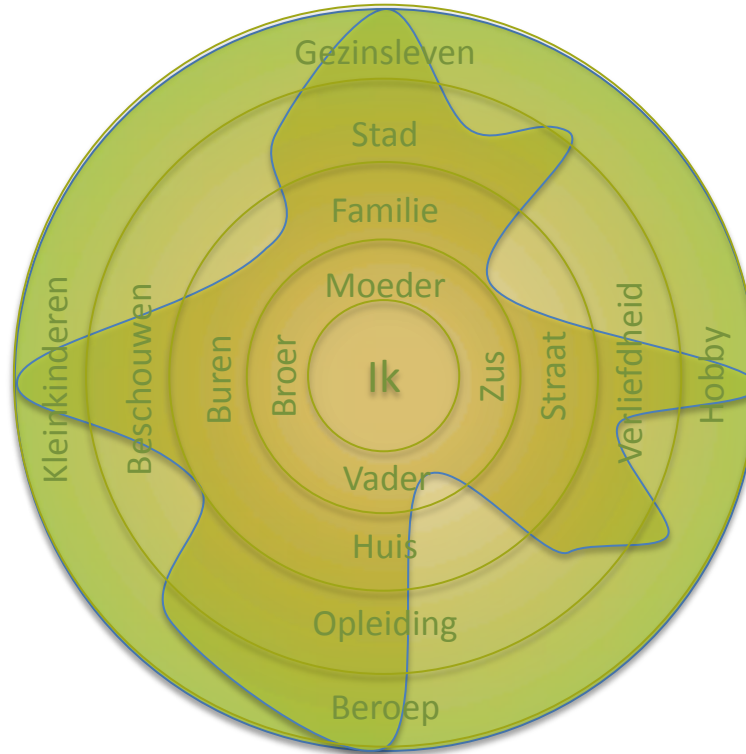 Gezinsleven
Stad
Familie
Moeder
Kleinkinderen
Beschouwen
Buren
Broer
Ik
Zus
Straat
Verliefdheid
Hobby
Vader
Huis
Opleiding
Beroep